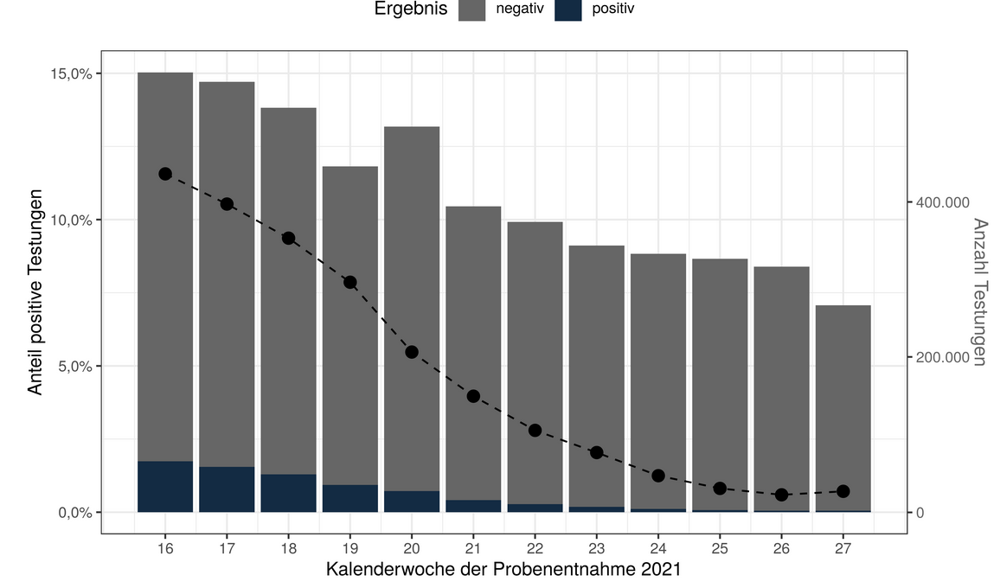 Ergebnis negativ positiv
15,0%
10,0%
5,0%
0,0%
Anteil positive Testungen
400.000
200.000
0
Anzahl Testungen
16 17 18 19 20 21 22 23 24 25 26 27
Kalenderwoche der Probenentnahme 2021